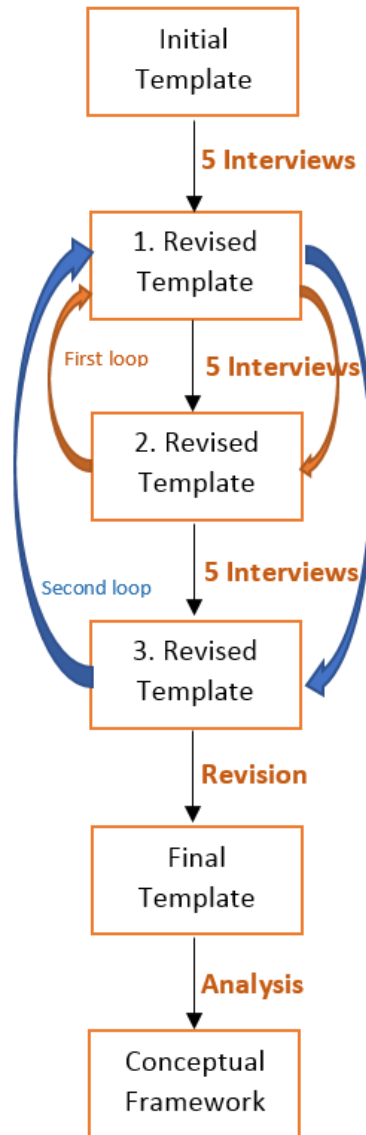 Initial
Template
5 Interviews
1. Revised
Template
First loop
5 Interviews
2. Revised
Template
5 Interviews
Second loop
3. Revised
Template
Revision
Final
Template
Analysis
Conceptual
Framework